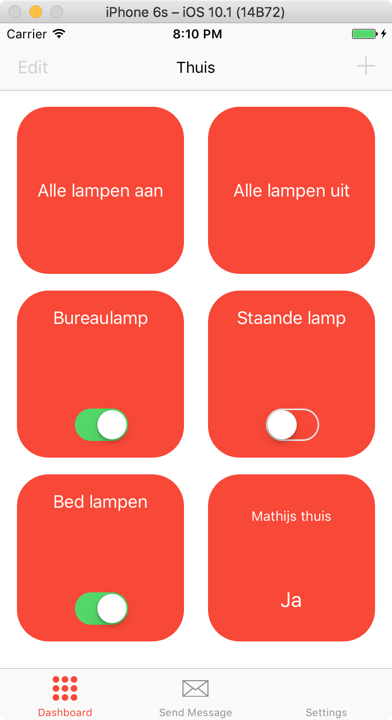 iPhone 6s – iOS 10.1 (14B72)
Carrier 8:10 PM
Edit Thuis
Alle lampen aan Alle lampen uit
Bureaulamp Staande lamp
Bed lampen
Mathijs thuis
Ja
Dashboard Send Message Settings